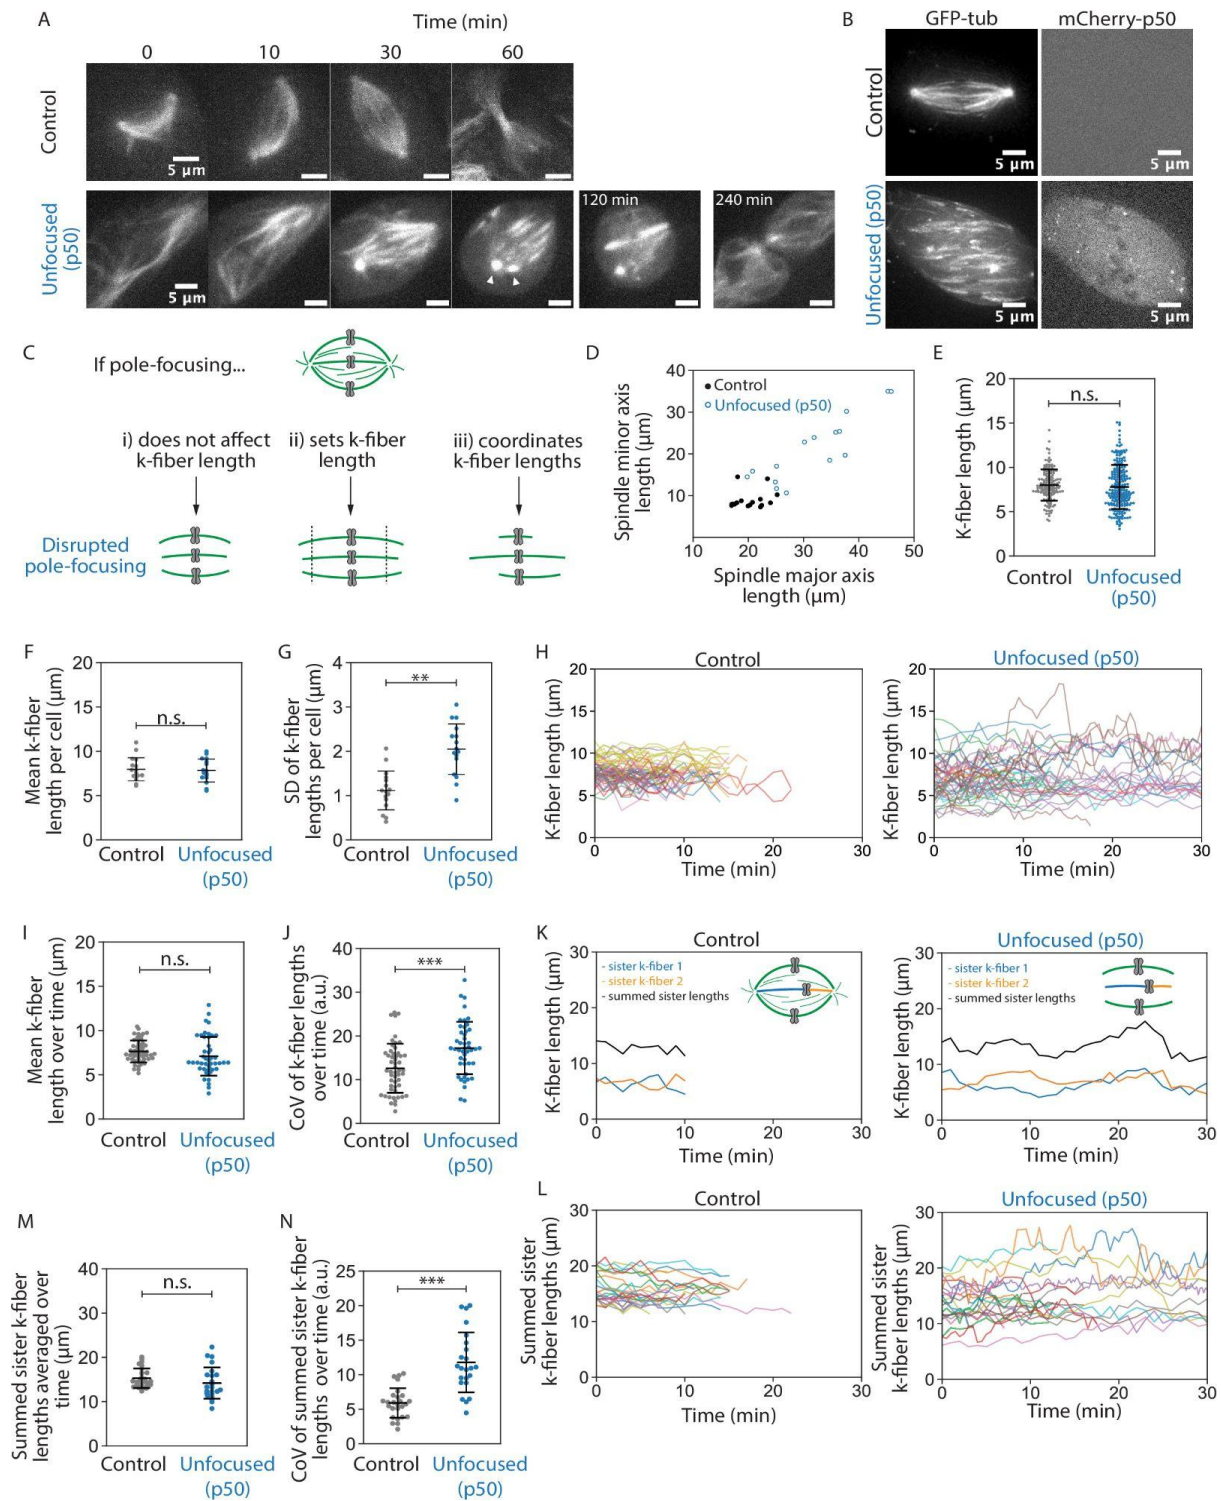 A
Time (min)
0
10
30
60
Control
5 µm
Unfocused
(p50)
5 µm
120 min
240 min
B
GFP-tub
mCherry-p50
Control
5 µm
5 µm
Unfocused (p50)
5 µm
5 µm
C
If pole-focusing...
i) does not affect
k-fiber length
ii) sets k-fiber
length
iii) coordinates
k-fiber lengths
Disrupted
pole-focusing
D
Spindle minor axis
length (µm)
40
30
20
10
Control
Unfocused (p50)
10
20
30
40
50
Spindle major axis
length (µm)
E
K-fiber length (µm)
20
15
10
5
0
n.s.
Control
Unfocused
(p50)
F
Mean k-fiber
length per cell (µm)
20
15
10
5
0
n.s.
Control
Unfocused
(p50)
G
SD of k-fiber
lengths per cell (µm)
4
3
2
1
0
**
Control
Unfocused
(p50)
H
Control
K-fiber length (µm)
20
15
10
5
0
0
10
20
30
Time (min)
Unfocused (p50)
K-fiber length (µm)
20
15
10
5
0
0
10
20
30
Time (min)
I
Mean k-fiber
length over time (µm)
20
15
10
5
0
n.s.
Control
Unfocused
(p50)
J
CoV of k-fiber lengths
over time (a.u.)
40
30
20
10
0
***
Control
Unfocused
(p50)
K
Control
K-fiber length (µm)
30
20
10
0
- sister k-fiber 1
- sister k-fiber 2
- summed sister lengths
0
10
20
30
Time (min)
Unfocused (p50)
K-fiber length (µm)
30
20
10
0
- sister k-fiber 1
- sister k-fiber 2
- summed sister lengths
0
10
20
30
Time (min)
L
Control
Summed sister
k-fiber lengths (µm)
30
20
10
0
0
10
20
30
Time (min)
Unfocused (p50)
Summed sister
k-fiber lengths (µm)
30
20
10
0
0
10
20
30
Time (min)
M
Summed sister k-fiber
lengths averaged over
time (µm)
40
30
20
10
0
n.s.
Control
Unfocused
(p50)
N
CoV of summed sister k-fiber
lengths over time (a.u.)
25
20
15
10
5
0
***
Control
Unfocused
(p50)